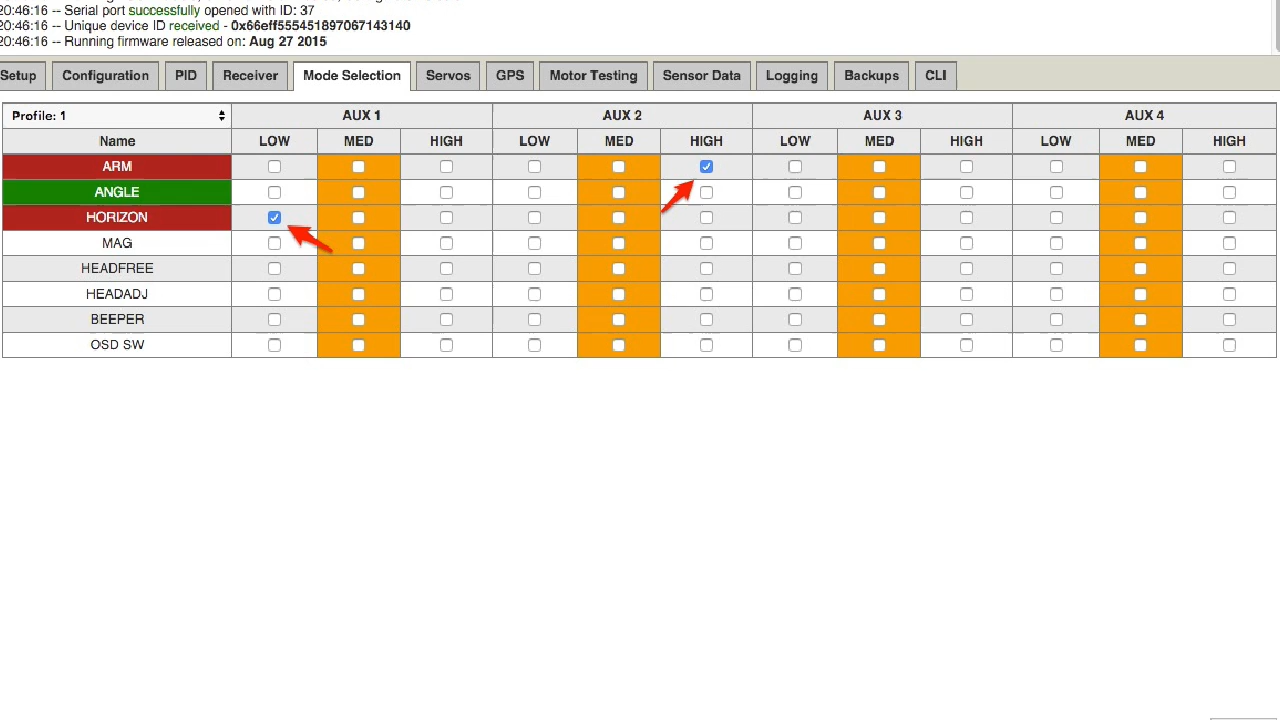 20:46:16 -- Serial port successfully opened with ID: 37
20:46:16 -- Unique device ID received - 0x66eff555451897067143140
20:46:16 -- Running firmware released on: Aug 27 2015
Setup Configuration PID Receiver Mode Selection Servos GPS Motor Testing Sensor Data Logging Backups CLI
Profile: 1 AUX 1 AUX 2 AUX 3 AUX 4
Name LOW MED HIGH LOW MED HIGH LOW MED HIGH LOW MED HIGH
ARM
ANGLE
HORIZON
MAG
HEADFREE
HEADADJ
BEEPER
OSD SW